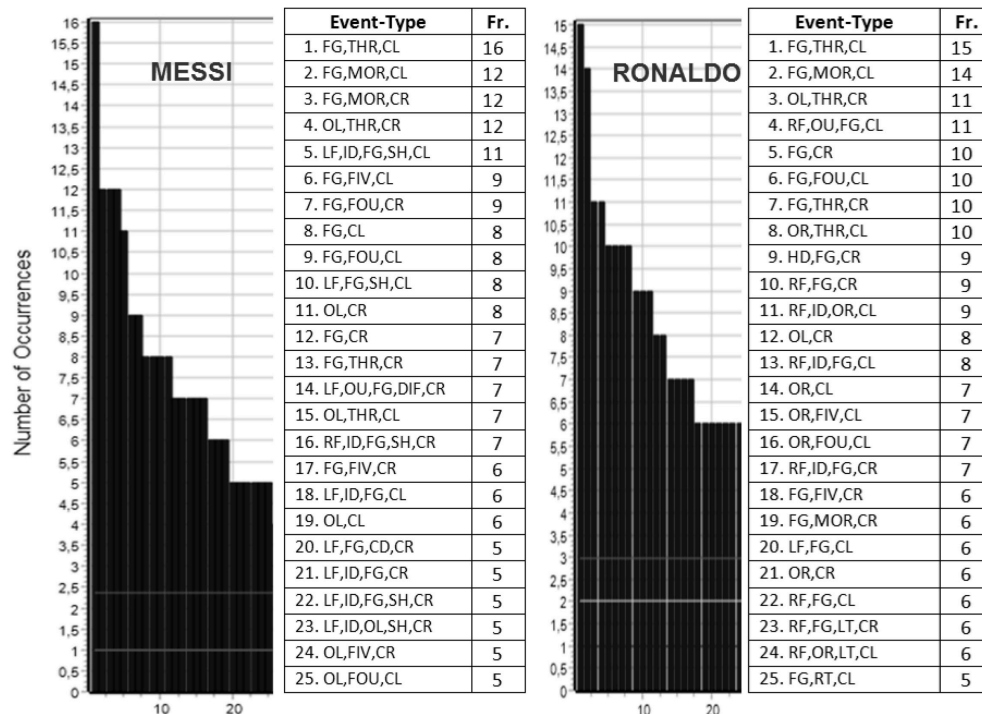 Number of Occurrences
16
15,5
15
14,5
14
13,5
13
12,5
12
11,5
11
10,5
10
9,5
9
8,5
8
7,5
7
6,5
6
5,5
5
4,5
4
3,5
3
2,5
2
1,5
1
0,5
0
10 20
MESSI
Event-Type Fr.
1. FG,THR,CL 16
2. FG,MOR,CL 12
3. FG,MOR,CR 12
4. OL,THR,CR 12
5. LF,ID,FG,SH,CL 11
6. FG,FIV,CL 9
7. FG,FOU,CR 9
8. FG,CL 8
9. FG,FOU,CL 8
10. LF,FG,SH,CL 8
11. OL,CR 8
12. FG,CR 7
13. FG,THR,CR 7
14. LF,OU,FG,DIF,CR 7
15. OL,THR,CL 7
16. RF,ID,FG,SH,CR 7
17. FG,FIV,CR 6
18. LF,ID,FG,CL 6
19. OL,CL 6
20. LF,FG,CD,CR 5
21. LF,ID,FG,CR 5
22. LF,ID,FG,SH,CR 5
23. LF,ID,OL,SH,CR 5
24. OL,FIV,CR 5
25. OL,FOU,CL 5
15
14,5
14
13,5
13
12,5
12
11,5
11
10,5
10
9,5
9
8,5
8
7,5
7
6,5
6
5,5
5
4,5
4
3,5
3
2,5
2
1,5
1
0,5
0
10 20
RONALDO
Event-Type Fr.
1. FG,THR,CL 15
2. FG,MOR,CL 14
3. OL,THR,CR 11
4. RF,OU,FG,CL 11
5. FG,CR 10
6. FG,FOU,CL 10
7. FG,THR,CR 10
8. OR,THR,CL 10
9. HD,FG,CR 9
10. RF,FG,CR 9
11. RF,ID,OR,CL 9
12. OL,CR 8
13. RF,ID,FG,CL 8
14. OR,CL 7
15. OR,FIV,CL 7
16. OR,FOU,CL 7
17. RF,ID,FG,CR 7
18. FG,FIV,CR 6
19. FG,MOR,CR 6
20. LF,FG,CL 6
21. OR,CR 6
22. RF,FG,CL 6
23. RF,FG,LT,CR 6
24. RF,OR,LT,CL 6
25. FG,RT,CL 5